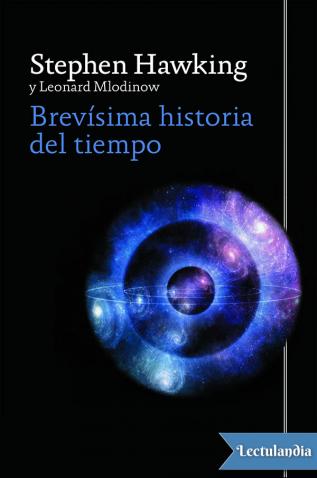 Stephen Hawking
y Leonard Mlodinow
Brevísima historia
del tiempo
Lectulandia